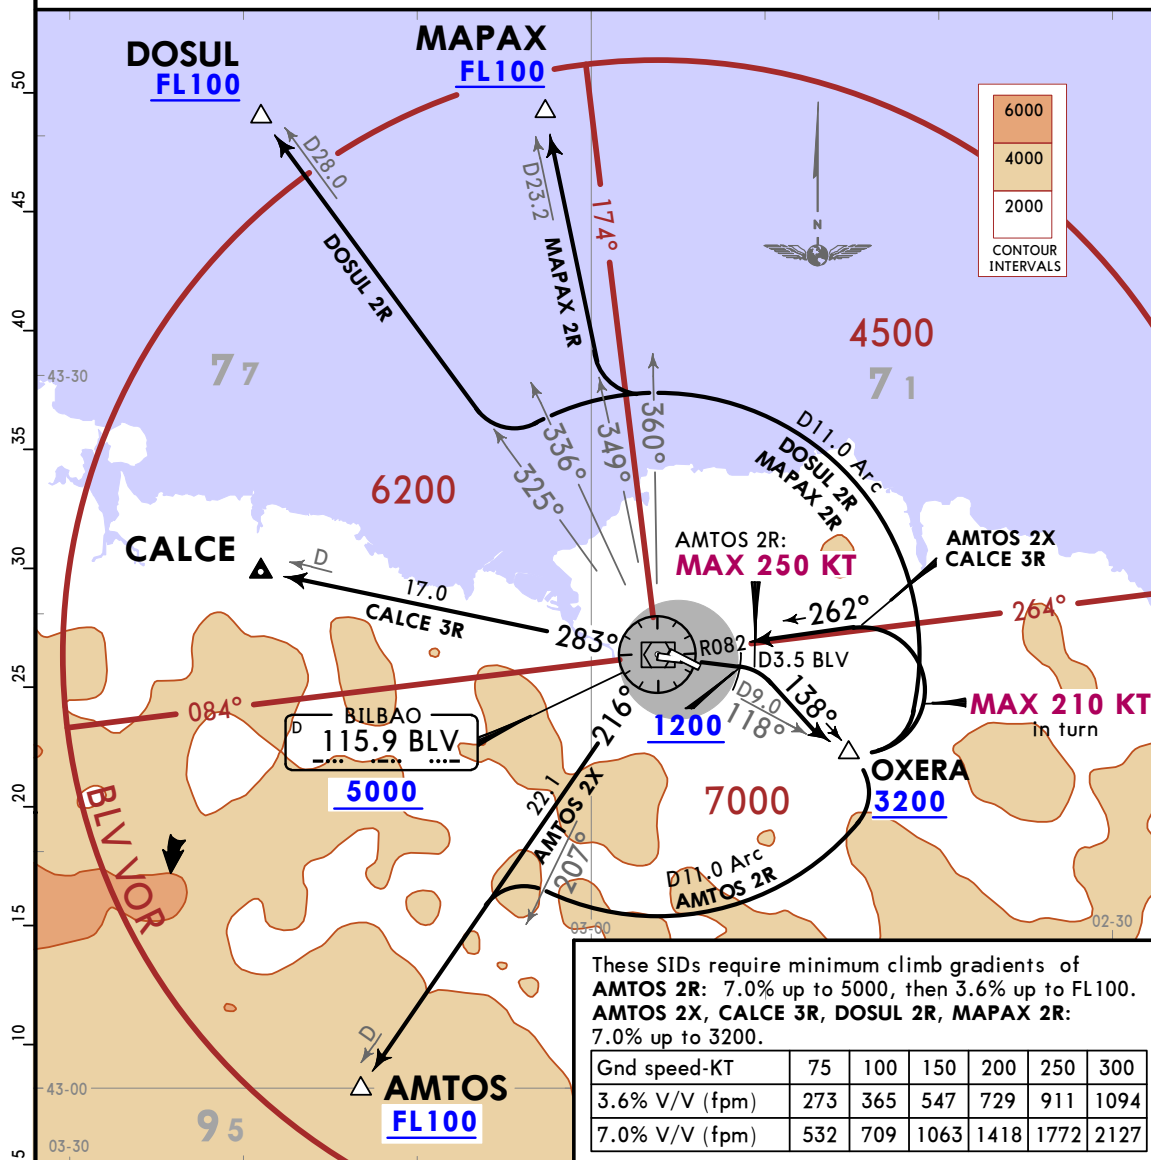 DOSUL
FL100
MAPAX
FL100
50
45
40
35
30
25
20
15
10
5
6000
4000
2000
CONTOUR
INTERVALS
N
D28.0
D23.2
174°
DOSUL 2R
MAPAX 2R
4500
7 1
7 7
43-30
6200
336°
325°
349°
360°
D11.0 Arc
DOSUL 2R
MAPAX 2R
CALCE
D
17.0
CALCE 3R
283°
AMTOS 2R:
MAX 250 KT
AMTOS 2X
CALCE 3R
262°
264°
R082
D3.5 BLV
084°
D
BILBAO
115.9 BLV
5000
216°
1200
D9.0
118°
138°
MAX 210 KT
in turn
OXERA
3200
7000
22.1
AMTOS 2X
207°
D11.0 Arc
AMTOS 2R
BLV VOR
03-00
02-30
D
43-00
AMTOS
FL100
9 5
03-30
These SIDs require minimum climb gradients of
AMTOS 2R: 7.0% up to 5000, then 3.6% up to FL100.
AMTOS 2X, CALCE 3R, DOSUL 2R, MAPAX 2R:
7.0% up to 3200.
Gnd speed-KT 75 100 150 200 250 300
3.6% V/V (fpm) 273 365 547 729 911 1094
7.0% V/V (fpm) 532 709 1063 1418 1772 2127